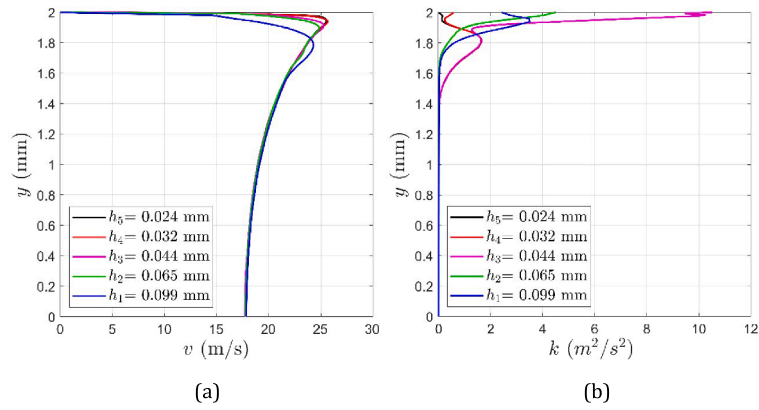 2
1.8
1.6
1.4
1.2
1
0.8
0.6
0.4
0.2
0
y (mm)
h₅= 0.024 mm
h₄= 0.032 mm
h₃= 0.044 mm
h₂= 0.065 mm
h₁= 0.099 mm
0 5 10 15 20 25 30
v (m/s)
(a)
2
1.8
1.6
1.4
1.2
1
0.8
0.6
0.4
0.2
0
y (mm)
h₅= 0.024 mm
h₄= 0.032 mm
h₃= 0.044 mm
h₂= 0.065 mm
h₁= 0.099 mm
0 2 4 6 8 10 12
k (m²/s²)
(b)